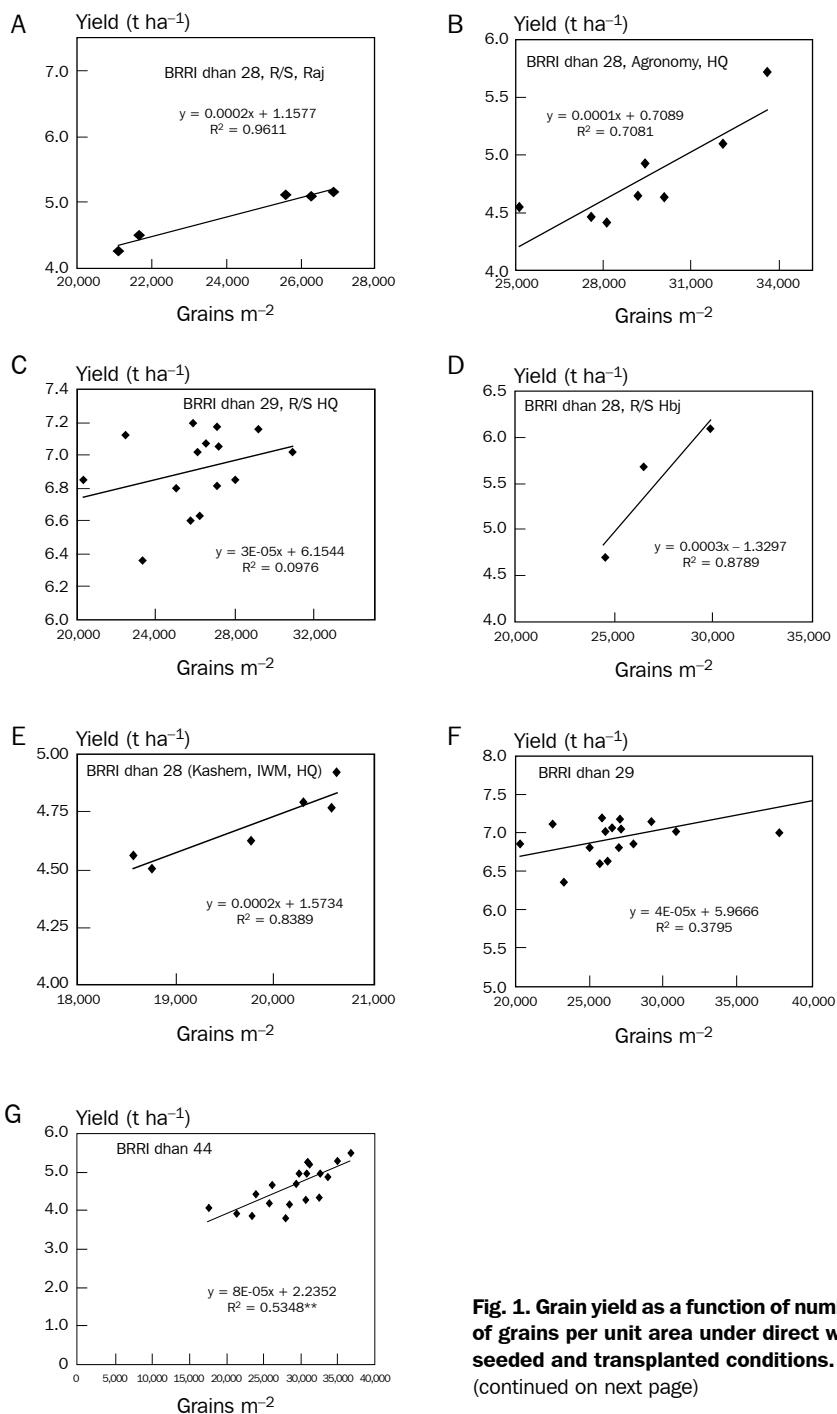 A
Yield (t ha⁻¹)
7.0
6.0
5.0
4.0
BRRI dhan 28, R/S, Raj
y = 0.0002x + 1.1577
R² = 0.9611
20,000 22,000 24,000 26,000 28,000
Grains m⁻²
B
Yield (t ha⁻¹)
6.0
5.5
5.0
4.5
4.0
BRRI dhan 28, Agronomy, HQ
y = 0.0001x + 0.7089
R² = 0.7081
25,000 28,000 31,000 34,000
Grains m⁻²
C
Yield (t ha⁻¹)
7.4
7.2
7.0
6.8
6.6
6.4
6.2
6.0
BRRI dhan 29, R/S HQ
y = 3E-05x + 6.1544
R² = 0.0976
20,000 24,000 28,000 32,000
Grains m⁻²
D
Yield (t ha⁻¹)
6.5
6.0
5.5
5.0
4.5
4.0
BRRI dhan 28, R/S Hbj
y = 0.0003x – 1.3297
R² = 0.8789
20,000 25,000 30,000 35,000
Grains m⁻²
E
Yield (t ha⁻¹)
5.00
4.75
4.50
4.25
4.00
BRRI dhan 28 (Kashem, IWM, HQ)
y = 0.0002x + 1.5734
R² = 0.8389
18,000 19,000 20,000 21,000
Grains m⁻²
F
Yield (t ha⁻¹)
8.0
7.5
7.0
6.5
6.0
5.5
5.0
BRRI dhan 29
y = 4E-05x + 5.9666
R² = 0.3795
20,000 25,000 30,000 35,000 40,000
Grains m⁻²
G
Yield (t ha⁻¹)
6.0
5.0
4.0
3.0
2.0
1.0
0
BRRI dhan 44
y = 8E-05x + 2.2352
R² = 0.5348**
0 5,000 10,000 15,000 20,000 25,000 30,000 35,000 40,000
Grains m⁻²
Fig. 1. Grain yield as a function of
of grains per unit area under direct
seeded and transplanted conditions.
(continued on next page)